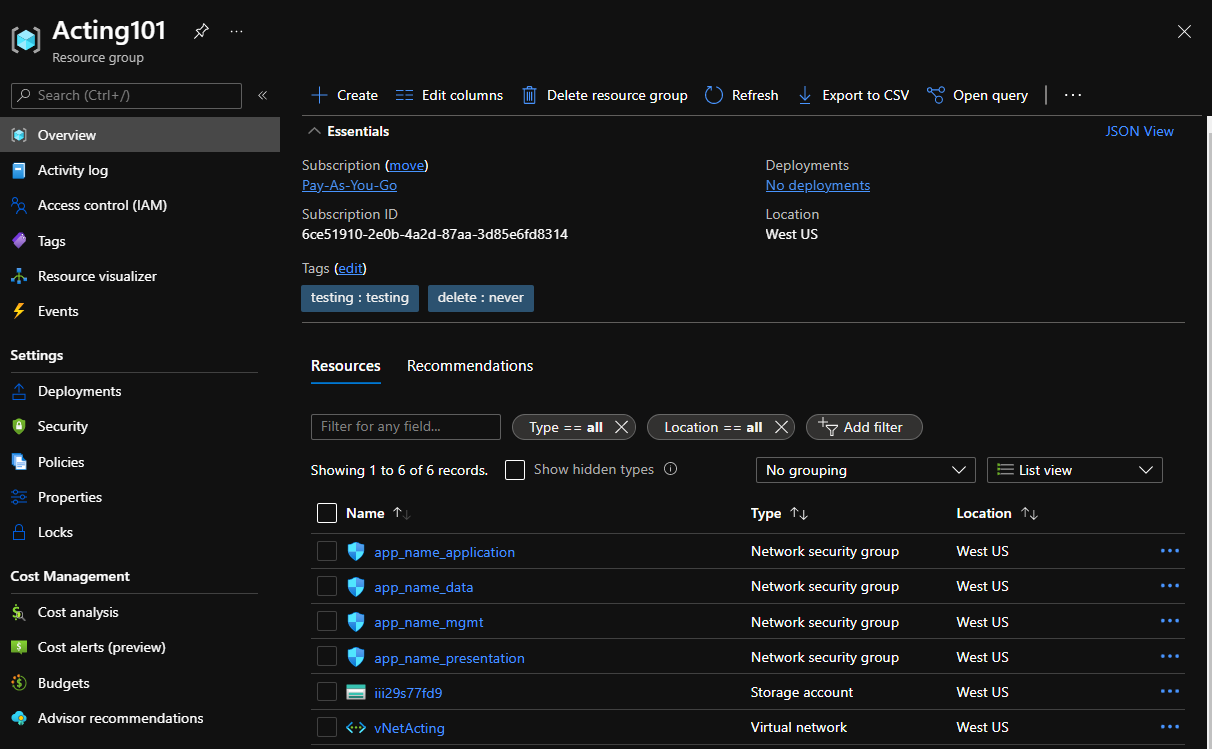 Acting101
Resource group
Search (Ctrl+/)
Overview
Activity log
Access control (IAM)
Tags
Resource visualizer
Events
Settings
Deployments
Security
Policies
Properties
Locks
Cost Management
Cost analysis
Cost alerts (preview)
Budgets
Advisor recommendations
Create Edit columns Delete resource group Refresh Export to CSV Open query
Essentials JSON View
Subscription (move)
Pay-As-You-Go
Subscription ID
6ce51910-2e0b-4a2d-87aa-3d85e6fd8314
Deployments
No deployments
Location
West US
Tags (edit)
testing : testing delete : never
Resources Recommendations
Filter for any field... Type == all Location == all Add filter
Showing 1 to 6 of 6 records. Show hidden types No grouping List view
Name Type Location
app_name_application Network security group West US
app_name_data Network security group West US
app_name_mgmt Network security group West US
app_name_presentation Network security group West US
iii29s77fd9 Storage account West US
vNetActing Virtual network West US